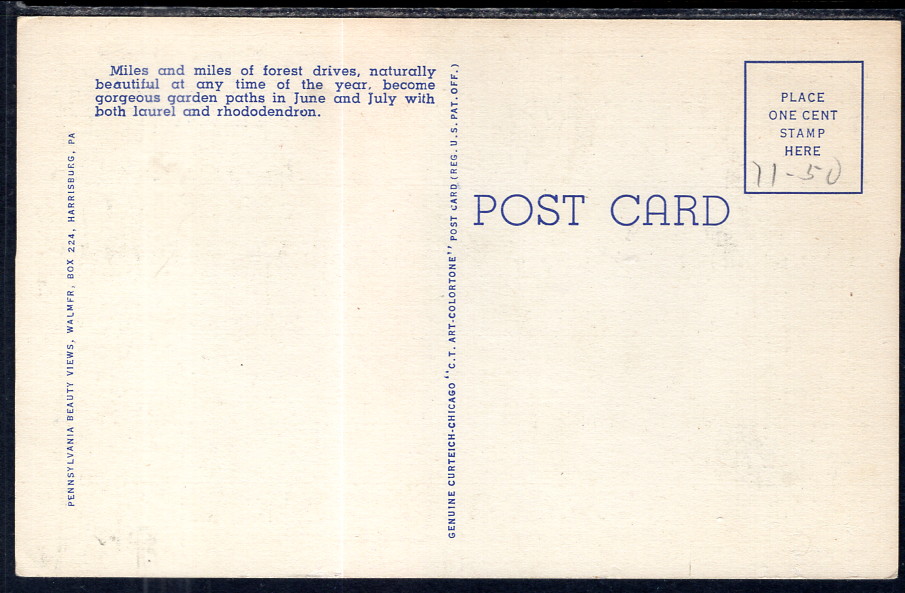 Miles and miles of forest drives, naturally
beautiful at any time of the year, become
gorgeous garden paths in June and July with
both laurel and rhododendron.
PENNSYLVANIA BEAUTY VIEWS, WALMFR, BOX 224, HARRISBURG, PA
GENUINE CURTEICH-CHICAGO "C.T. ART-COLORTONE" POST CARD (REG. U.S. PAT. OFF.)
POST CARD
PLACE
ONE CENT
STAMP
HERE
71-50